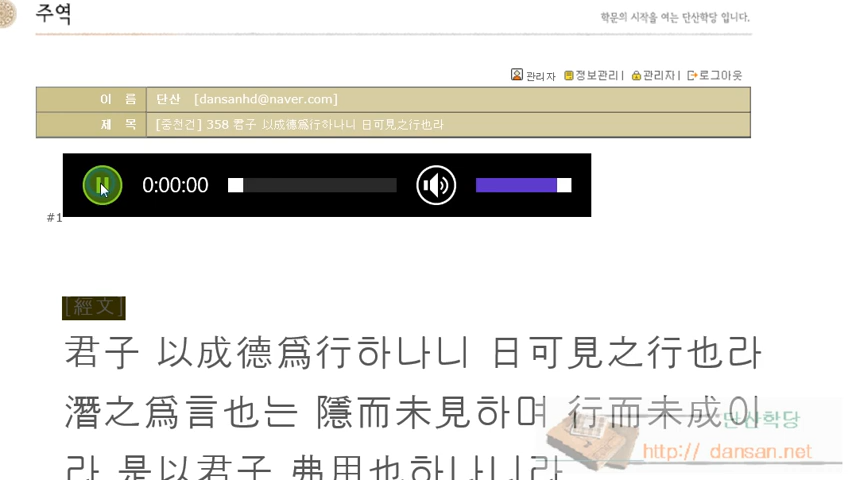 주역
학문의 시작을 여는 단산학당 입니다.
관리자 정보관리| 관리자| 로그아웃
이 름 단산 [dansanhd@naver.com]
제 목 [중천건] 358 君子 以成德爲行하나니 日可見之行也라
0:00:00
#1
[經文]
君子 以成德爲行하나니 日可見之行也라
潛之爲言也는 隱而未見하며 行而未成이
라 是以君子 弗用也하나니라
단산학당
http:// dansan.net